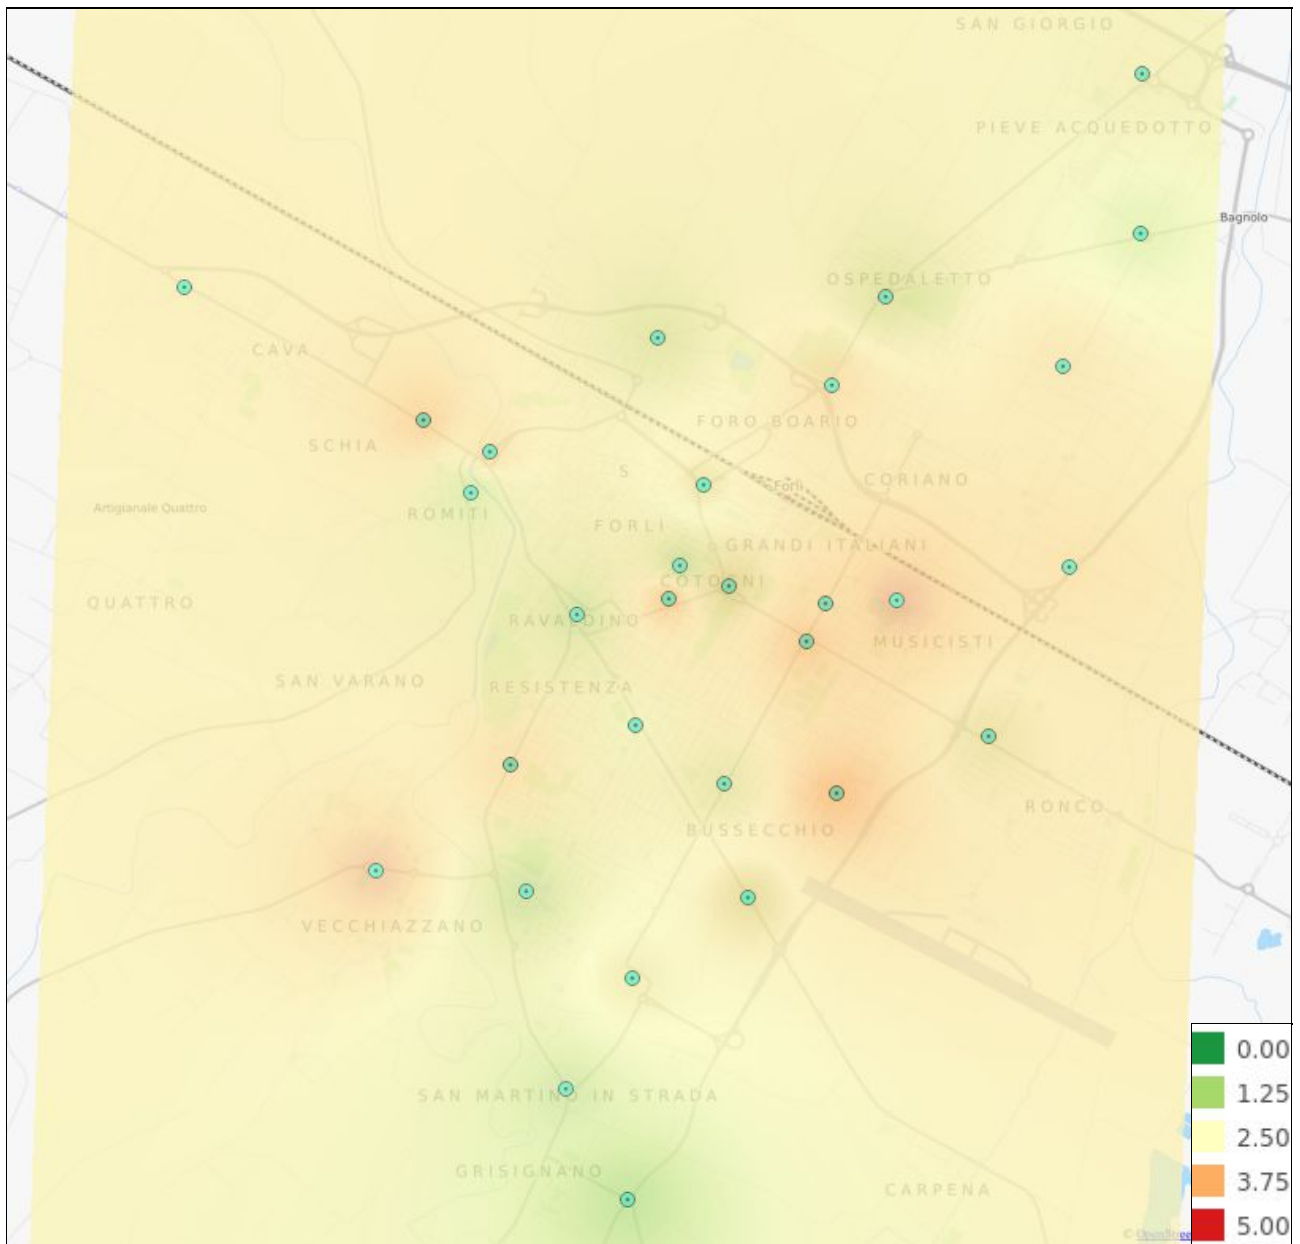 SAN GIORGIO
PIEVE ACQUEDOTTO
Bagnolo
OSPEDALETTO
CAVA
FORO BOARIO
SCHIA
S
CORIANO
Forlì
Artigianale Quattro
ROMITI
FORLÌ
GRANDI ITALIANI
COTOGNI
QUATTRO
RAVALDINO
MUSICISTI
SAN VARANO
RESISTENZA
RONCO
BUSSECCHIO
VECCHIAZZANO
SAN MARTINO IN STRADA
GRISIGNANO
CARPENA
0.00
1.25
2.50
3.75
5.00